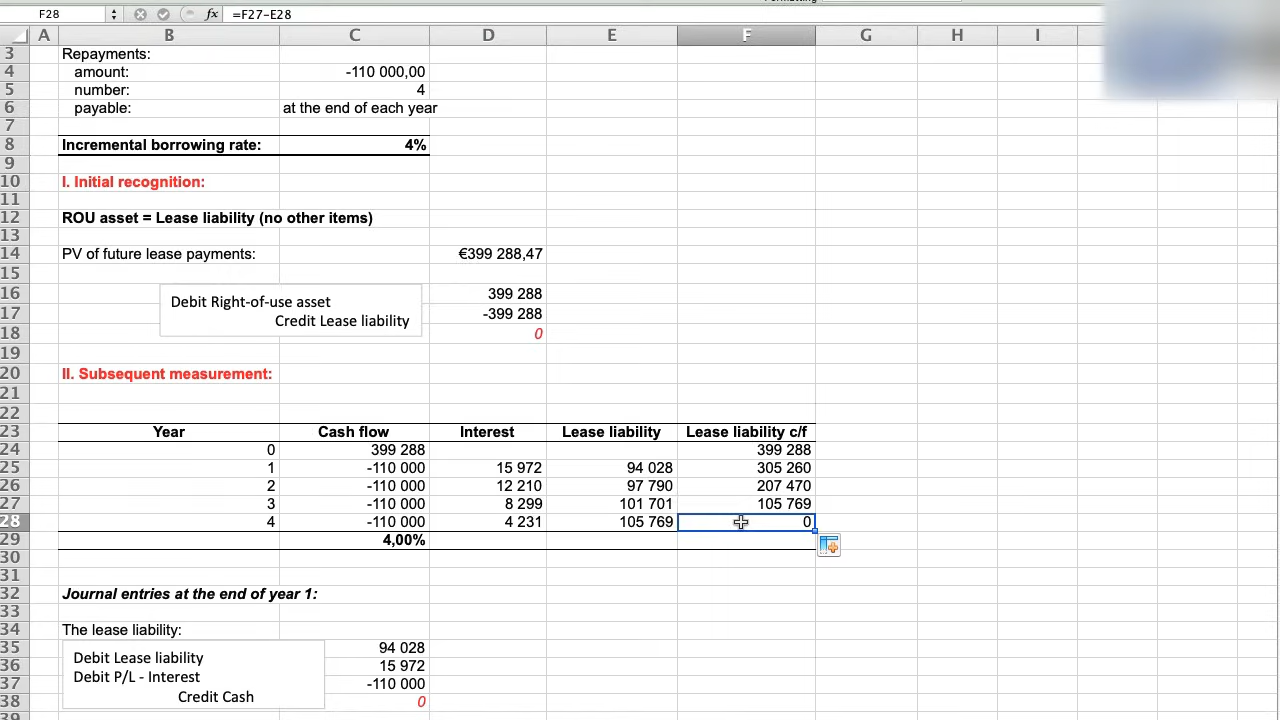 F28 fx =F27-E28
A B C D E F G H I
3 Repayments:
4 amount: -110 000,00
5 number: 4
6 payable: at the end of each year
7
8 Incremental borrowing rate: 4%
9
10 I. Initial recognition:
11
12 ROU asset = Lease liability (no other items)
13
14 PV of future lease payments: €399 288,47
15
16 Debit Right-of-use asset 399 288
17 Credit Lease liability -399 288
18 0
19
20 II. Subsequent measurement:
21
22
23 Year Cash flow Interest Lease liability Lease liability c/f
24 0 399 288 399 288
25 1 -110 000 15 972 94 028 305 260
26 2 -110 000 12 210 97 790 207 470
27 3 -110 000 8 299 101 701 105 769
28 4 -110 000 4 231 105 769 0
29 4,00%
30
31
32 Journal entries at the end of year 1:
33
34 The lease liability:
35 Debit Lease liability 94 028
36 Debit P/L - Interest 15 972
37 Credit Cash -110 000
38 0
39